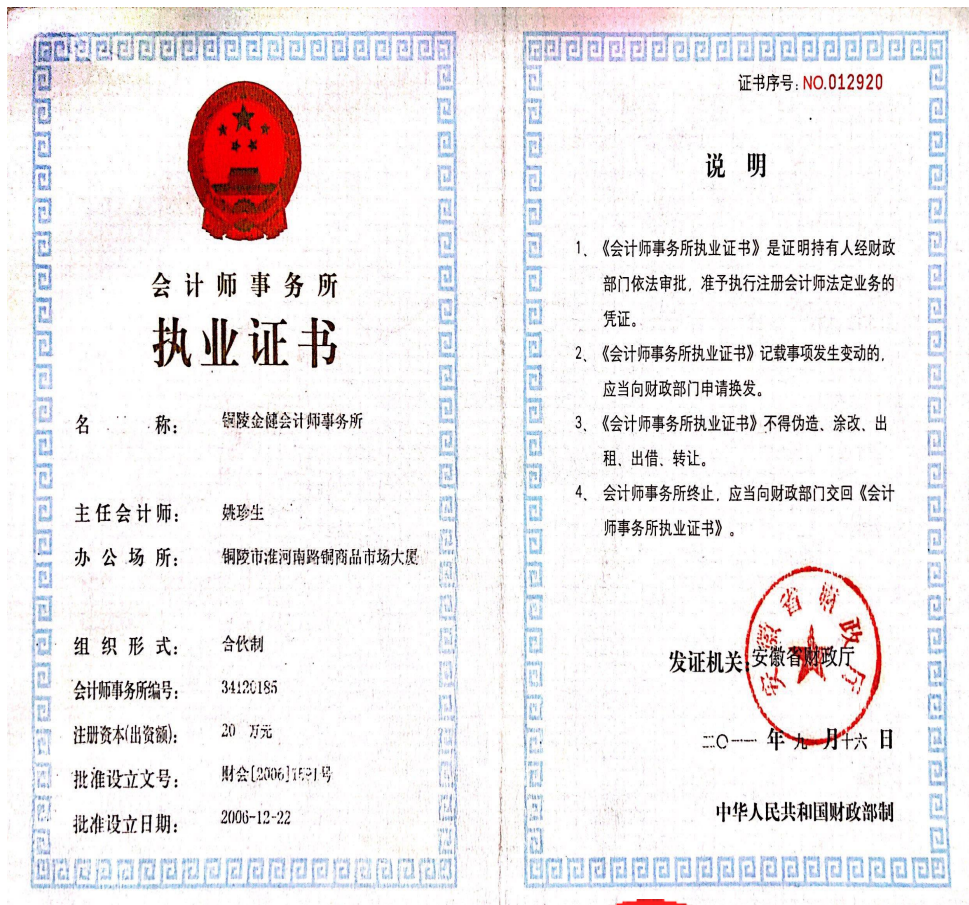 会计师事务所
执业证书
名称：铜陵金健会计师事务所
主任会计师：姚珍生
办公场所：铜陵市淮河南路铜商品市场大厦
组织形式：合伙制
会计师事务所编号：34120185
注册资本(出资额)：20 万元
批准设立文号：财会[2006]号
批准设立日期：2006-12-22
证书序号：NO.012920
说明
1、《会计师事务所执业证书》是证明持有人经财政
部门依法审批，准予执行注册会计师法定业务的
凭证。
2、《会计师事务所执业证书》记载事项发生变动的，
应当向财政部门申请换发。
3、《会计师事务所执业证书》不得伪造、涂改、出
租、出借、转让。
4、会计师事务所终止，应当向财政部门交回《会计
师事务所执业证书》。
安徽省财政厅
发证机关：安徽省财政厅
二〇一一年九月十六日
中华人民共和国财政部制